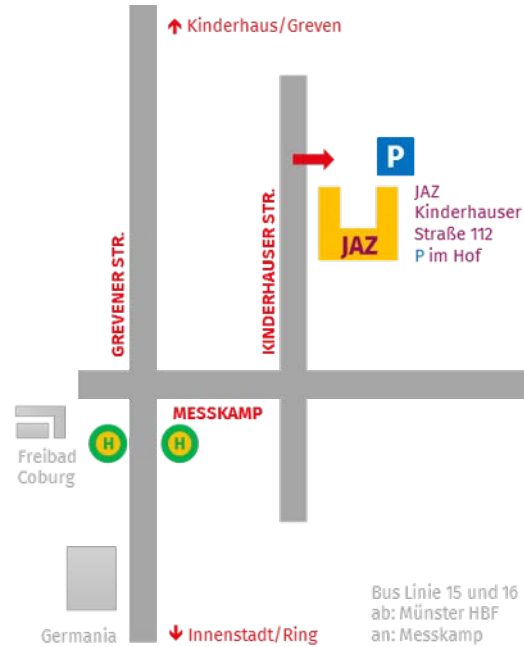 ↑ Kinderhaus/Greven
P
JAZ
Kinderhauser
Straße 112
P im Hof
JAZ
GREVENER STR.
KINDERHAUSER STR.
MESSKAMP
H
H
Freibad
Coburg
Germania
↓ Innenstadt/Ring
Bus Linie 15 und 16
ab: Münster HBF
an: Messkamp